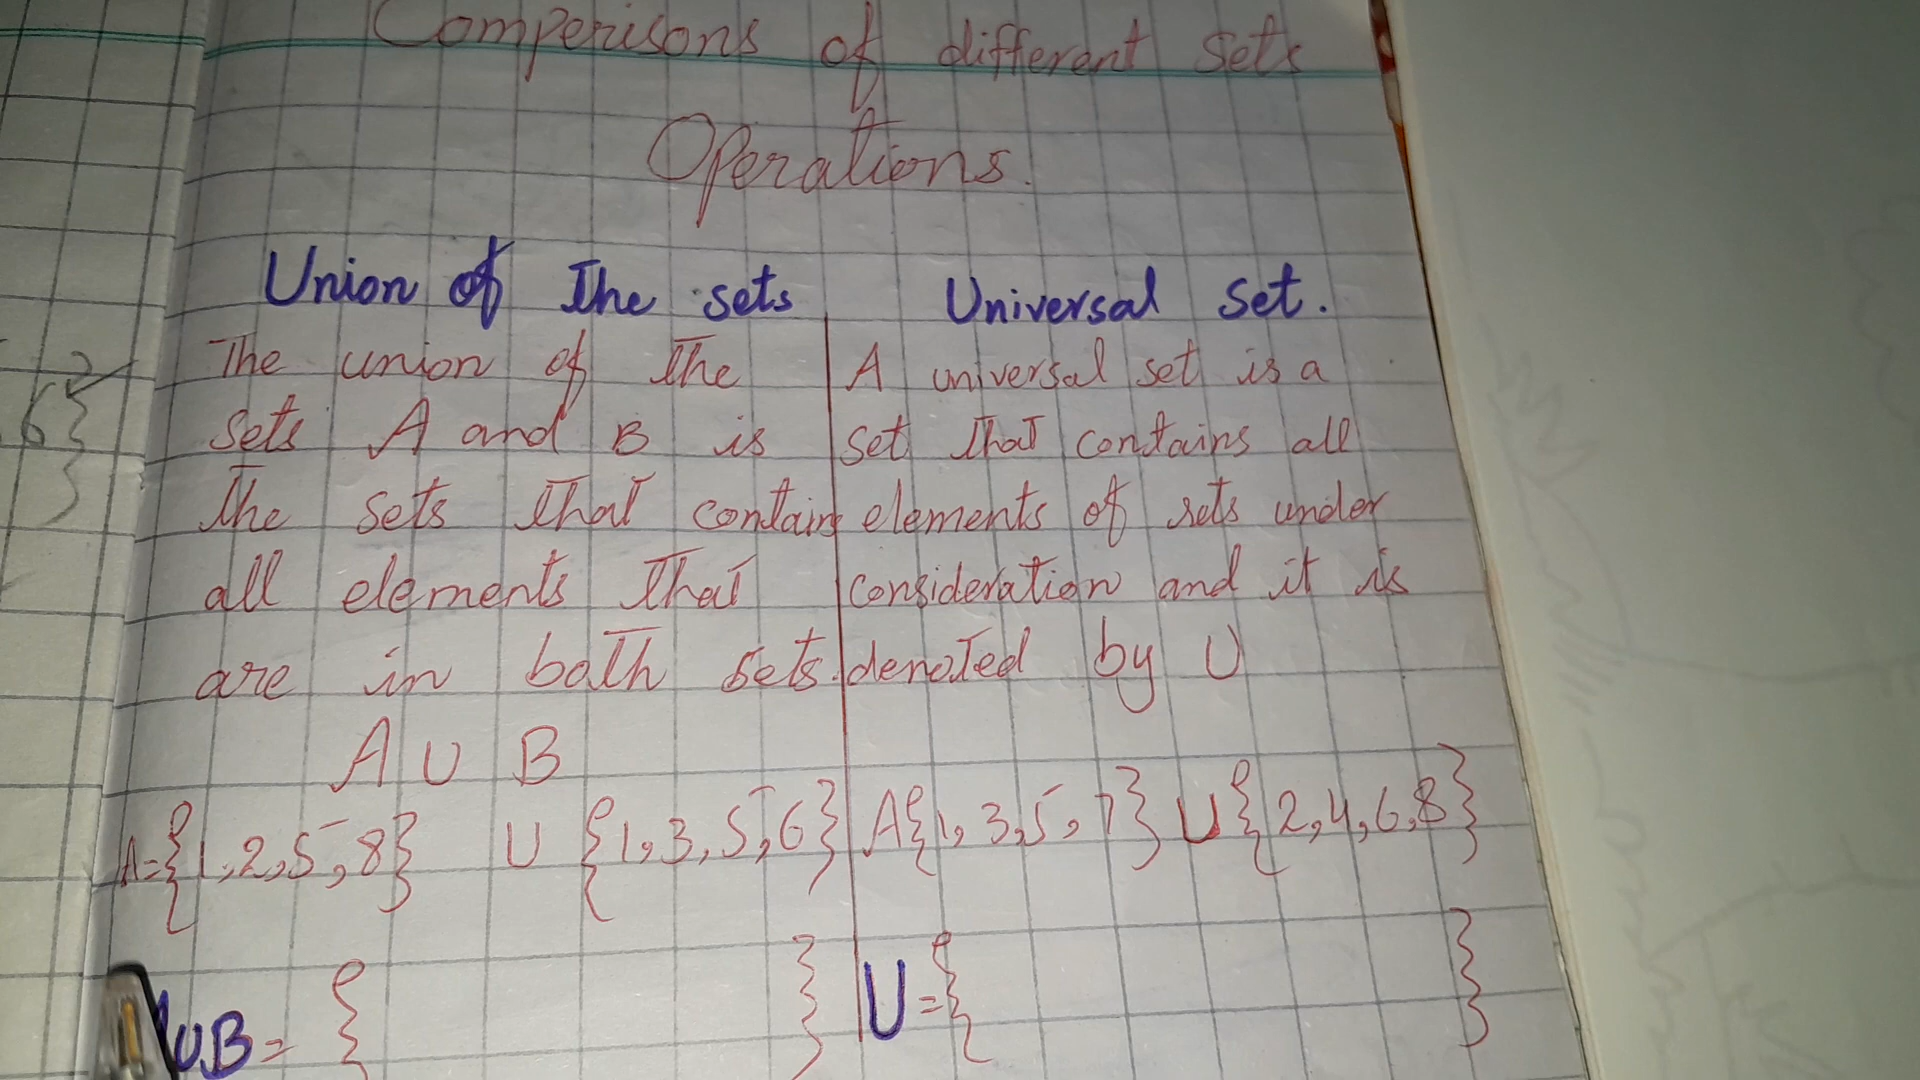 Comperisons of different sets
Operations.
Union of The sets
The union of The
sets A and B is
The sets that contain
all elements that
are in bath sets.
A U B
A={1,2,5,8} U {1,3,5,6}
UB= { }
Universal set.
A universal set is a
set that contains all
elements of sets under
consideration and it is
denoted by U
A{1,3,5,7} U {2,4,6,8}
U={ }
6}